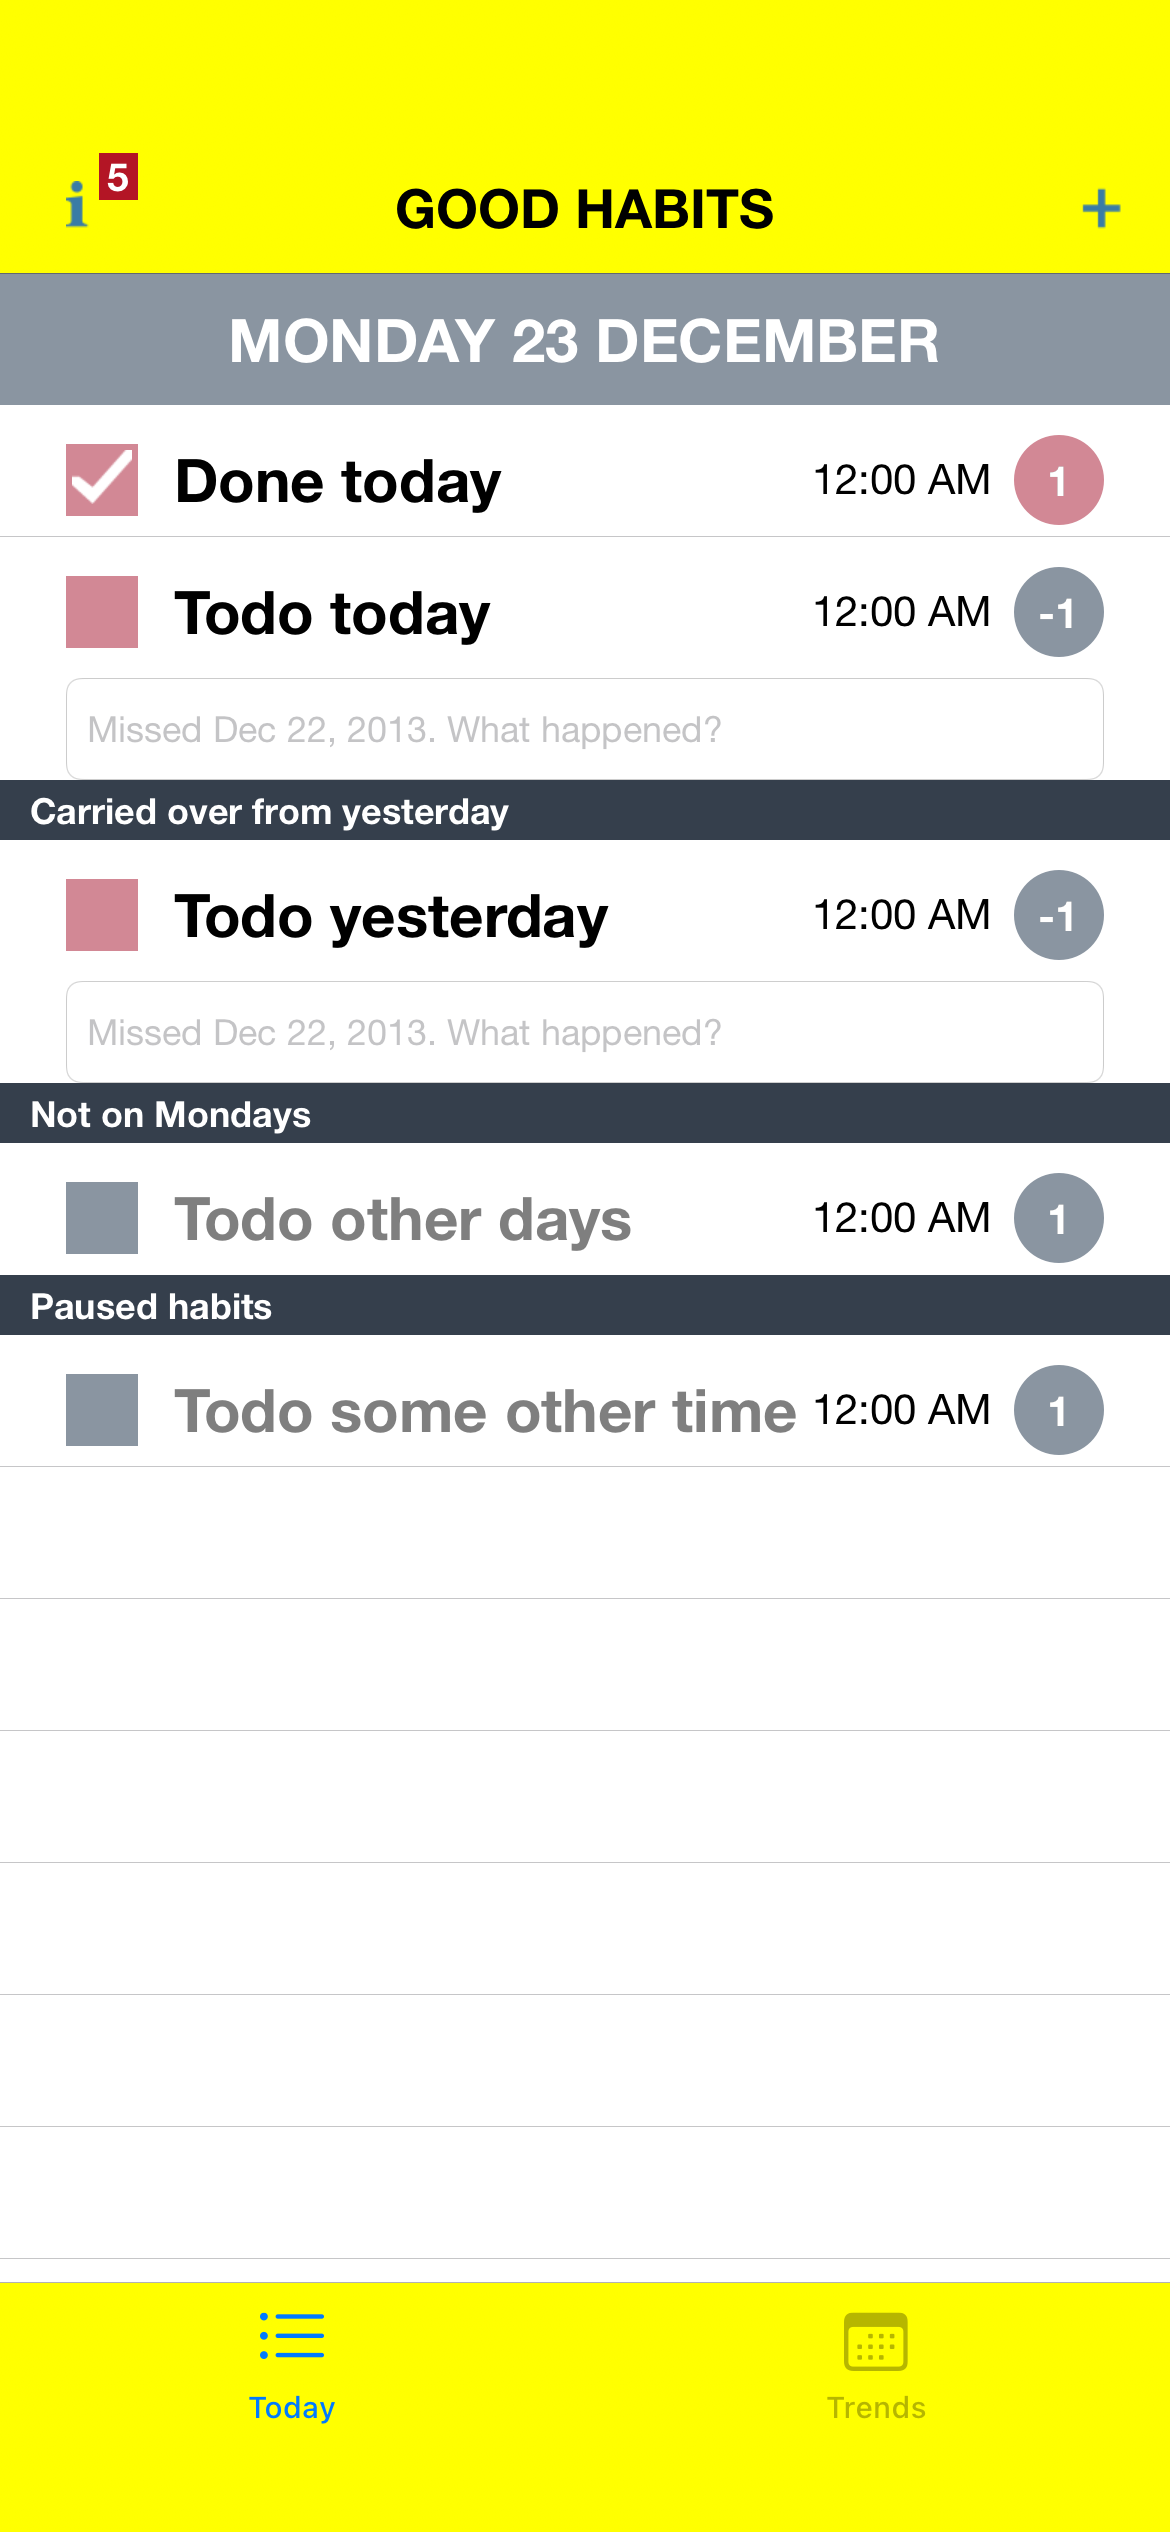 i 5
GOOD HABITS
+
MONDAY 23 DECEMBER
Done today 12:00 AM 1
Todo today 12:00 AM -1
Missed Dec 22, 2013. What happened?
Carried over from yesterday
Todo yesterday 12:00 AM -1
Missed Dec 22, 2013. What happened?
Not on Mondays
Todo other days 12:00 AM 1
Paused habits
Todo some other time 12:00 AM 1
Today Trends